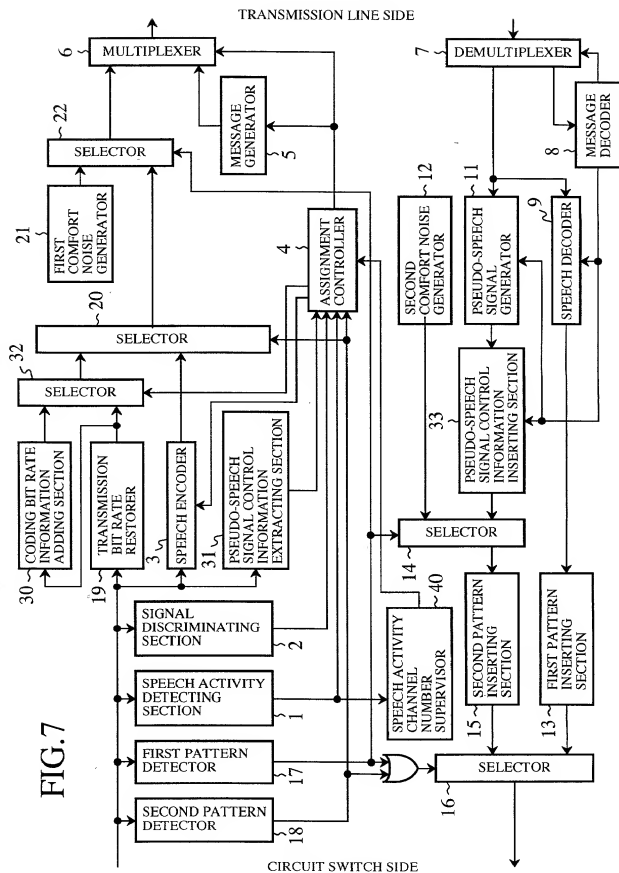 TRANSMISSION LINE SIDE
6
MULTIPLEXER
7
DEMULTIPLEXER
22
SELECTOR
MESSAGE
GENERATOR
5
MESSAGE
DECODER
8
21
FIRST
COMFORT
NOISE
GENERATOR
4
ASSIGNMENT
CONTROLLER
12
SECOND
COMFORT NOISE
GENERATOR
11
PSEUDO-SPEECH
SIGNAL
GENERATOR
9
SPEECH DECODER
20
SELECTOR
32
SELECTOR
33
PSEUDO-SPEECH
SIGNAL CONTROL
INFORMATION
INSERTING SECTION
30
CODING BIT RATE
INFORMATION
ADDING SECTION
19
TRANSMISSION
BIT RATE
RESTORER
3
SPEECH ENCODER
31
PSEUDO-SPEECH
SIGNAL CONTROL
INFORMATION
EXTRACTING SECTION
14
SELECTOR
SIGNAL
DISCRIMINATING
SECTION
2
SPEECH ACTIVITY
DETECTING
SECTION
1
40
SPEECH ACTIVITY
CHANNEL
NUMBER
SUPERVISOR
15
SECOND PATTERN
INSERTING
SECTION
13
FIRST PATTERN
INSERTING
SECTION
FIG.7
FIRST PATTERN
DETECTOR
17
SECOND PATTERN
DETECTOR
18
16
SELECTOR
CIRCUIT SWITCH SIDE